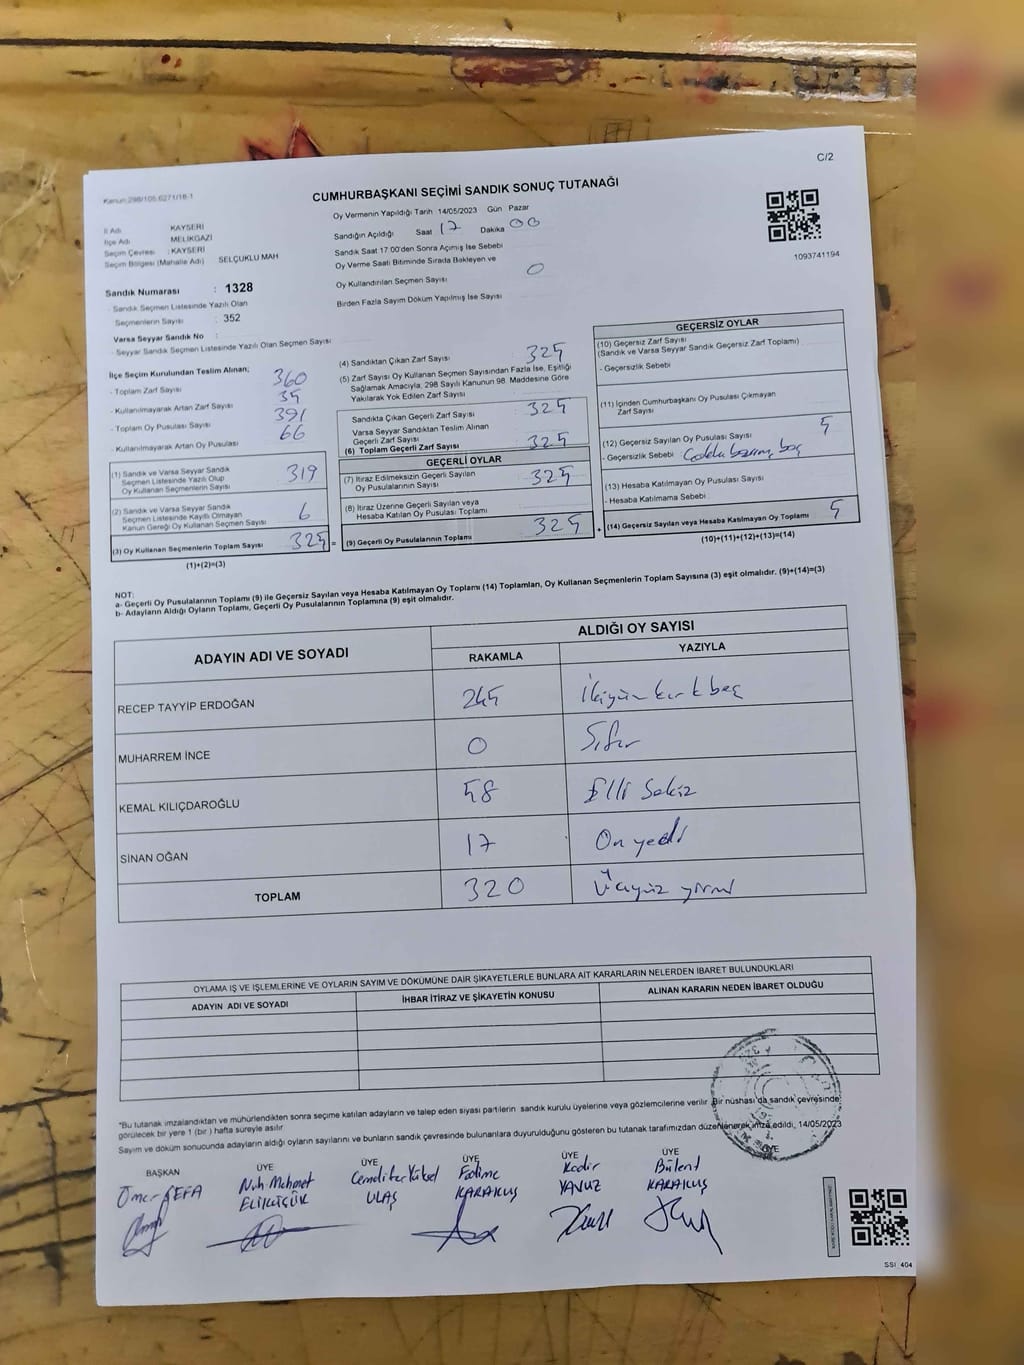 C/2
Kanun:298/105.6271/18-1
CUMHURBAŞKANI SEÇİMİ SANDIK SONUÇ TUTANAĞI
Oy Vermenin Yapıldığı Tarih 14/05/2023 Gün Pazar
İl Adı KAYSERİ
İlçe Adı MELİKGAZİ
Seçim Çevresi : KAYSERİ
Seçim Bölgesi (Mahalle Adı) SELÇUKLU MAH
Sandığın Açıldığı Saat 17 Dakika 00
Sandık Saat 17:00'den Sonra Açımış İse Sebebi
Oy Verme Saati Bitiminde Sırada Bekleyen ve
Oy Kullandırılan Seçmen Sayısı 0
Birden Fazla Sayım Döküm Yapılmış İse Sayısı
1093741194
Sandık Numarası : 1328
- Sandık Seçmen Listesinde Yazılı Olan
Seçmenlerin Sayısı : 352
Varsa Seyyar Sandık No :
- Seyyar Sandık Seçmen Listesinde Yazılı Olan Seçmen Sayısı
İlçe Seçim Kurulundan Teslim Alınan;
- Toplam Zarf Sayısı 360
- Kullanılmayarak Artan Zarf Sayısı 35
- Toplam Oy Pusulası Sayısı 391
- Kullanılmayarak Artan Oy Pusulası 66
(1) Sandık ve Varsa Seyyar Sandık
Seçmen Listesinde Yazılı Olup
Oy Kullanan Seçmenlerin Sayısı 319
(2) Sandık ve Varsa Seyyar Sandık
Seçmen Listesinde Kayıtlı Olmayan
Kanun Gereği Oy Kullanan Seçmen Sayısı 6
(3) Oy Kullanan Seçmenlerin Toplam Sayısı 325 =
(1)+(2)=(3)
(4) Sandıktan Çıkan Zarf Sayısı 325
(5) Zarf Sayısı Oy Kullanan Seçmen Sayısından Fazla İse, Eşitliği
Sağlamak Amacıyla, 298 Sayılı Kanunun 98. Maddesine Göre
Yakılarak Yok Edilen Zarf Sayısı
Sandıkta Çıkan Geçerli Zarf Sayısı : 325
Varsa Seyyar Sandıktan Teslim Alınan
Geçerli Zarf Sayısı
(6) Toplam Geçerli Zarf Sayısı : 325
GEÇERLİ OYLAR
(7) İtiraz Edilmeksizin Geçerli Sayılan
Oy Pusulalarının Sayısı : 325
(8) İtiraz Üzerine Geçerli Sayılan veya
Hesaba Katılan Oy Pusulası Toplamı
(9) Geçerli Oy Pusulalarının Toplamı 325 +
GEÇERSİZ OYLAR
(10) Geçersiz Zarf Sayısı
(Sandık ve Varsa Seyyar Sandık Geçersiz Zarf Toplamı)
- Geçersizlik Sebebi
(11) İçinden Cumhurbaşkanı Oy Pusulası Çıkmayan
Zarf Sayısı
(12) Geçersiz Sayılan Oy Pusulası Sayısı 5
- Geçersizlik Sebebi :
(13) Hesaba Katılmayan Oy Pusulası Sayısı
- Hesaba Katılmama Sebebi
(14) Geçersiz Sayılan veya Hesaba Katılmayan Oy Toplamı 5
(10)+(11)+(12)+(13)=(14)
NOT:
a- Geçerli Oy Pusulalarının Toplamı (9) ile Geçersiz Sayılan veya Hesaba Katılmayan Oy Toplamı (14) Toplamları, Oy Kullanan Seçmenlerin Toplam Sayısına (3) eşit olmalıdır. (9)+(14)=(3)
b- Adayların Aldığı Oyların Toplamı, Geçerli Oy Pusulalarının Toplamına (9) eşit olmalıdır.
ADAYIN ADI VE SOYADI ALDIĞI OY SAYISI
RAKAMLA YAZIYLA
RECEP TAYYİP ERDOĞAN 245 İkiyüz kırk beş
MUHARREM İNCE 0 Sıfır
KEMAL KILIÇDAROĞLU 58 Elli Sekiz
SİNAN OĞAN 17 On yedi
TOPLAM 320 Üçyüz yirmi
OYLAMA İŞ VE İŞLEMLERİNE VE OYLARIN SAYIM VE DÖKÜMÜNE DAİR ŞİKAYETLERLE BUNLARA AİT KARARLARIN NELERDEN İBARET BULUNDUKLARI
ADAYIN ADI VE SOYADI İHBAR İTİRAZ VE ŞİKAYETİN KONUSU ALINAN KARARIN NEDEN İBARET OLDUĞU
"Bu tutanak imzalandıktan ve mühürlendikten sonra seçime katılan adayların ve talep eden siyasi partilerin sandık kurulu üyelerine veya gözlemcilerine verilir. Bir nüshası da sandık çevresinde
görülecek bir yere 1 (bir) hafta süreyle asılır.
Sayım ve döküm sonucunda adayların aldığı oyların sayılarını ve bunların sandık çevresinde bulunanlara duyurulduğunu gösteren bu tutanak tarafımızdan düzenlenerek imza edildi, 14/05/2023
BAŞKAN ÜYE ÜYE ÜYE ÜYE ÜYE ÜYE
Ömer SEFA Nuh Mehmet Fadime Kadir Bülent
ULAŞ KARAKUŞ YAVUZ KARAKUŞ
SSI_404